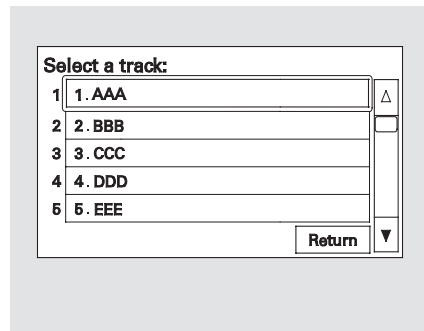 Select a track:
1 1. AAA
2 2. BBB
3 3. CCC
4 4. DDD
5 5. EEE
Return